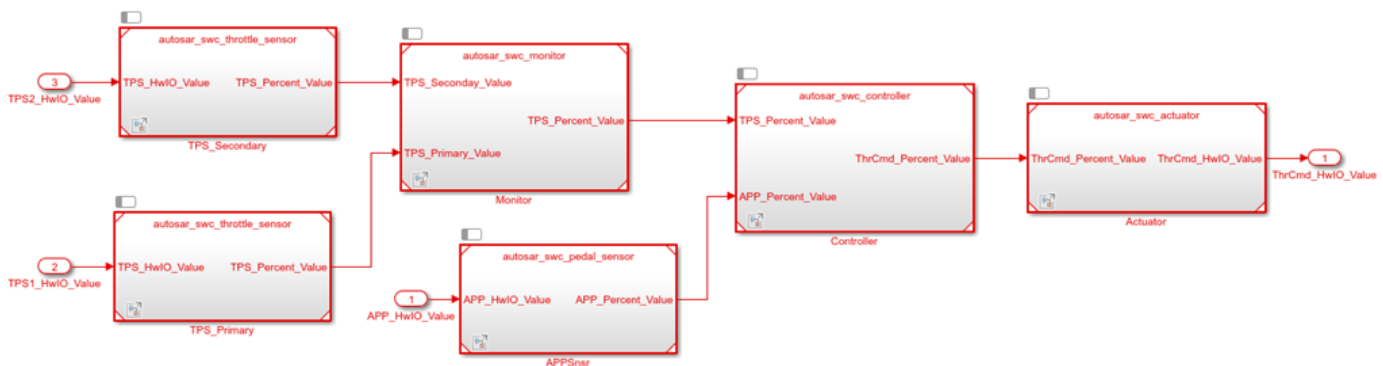 autosar_swc_throttle_sensor
3
TPS2_HwIO_Value
TPS_HwIO_Value
TPS_Percent_Value
TPS_Secondary
autosar_swc_monitor
TPS_Seconday_Value
TPS_Percent_Value
TPS_Primary_Value
Monitor
autosar_swc_controller
TPS_Percent_Value
ThrCmd_Percent_Value
APP_Percent_Value
Controller
autosar_swc_actuator
ThrCmd_Percent_Value
ThrCmd_HwIO_Value
Actuator
1
ThrCmd_HwIO_Value
autosar_swc_throttle_sensor
2
TPS1_HwIO_Value
TPS_HwIO_Value
TPS_Percent_Value
TPS_Primary
autosar_swc_pedal_sensor
1
APP_HwIO_Value
APP_HwIO_Value
APP_Percent_Value
APPSnsr